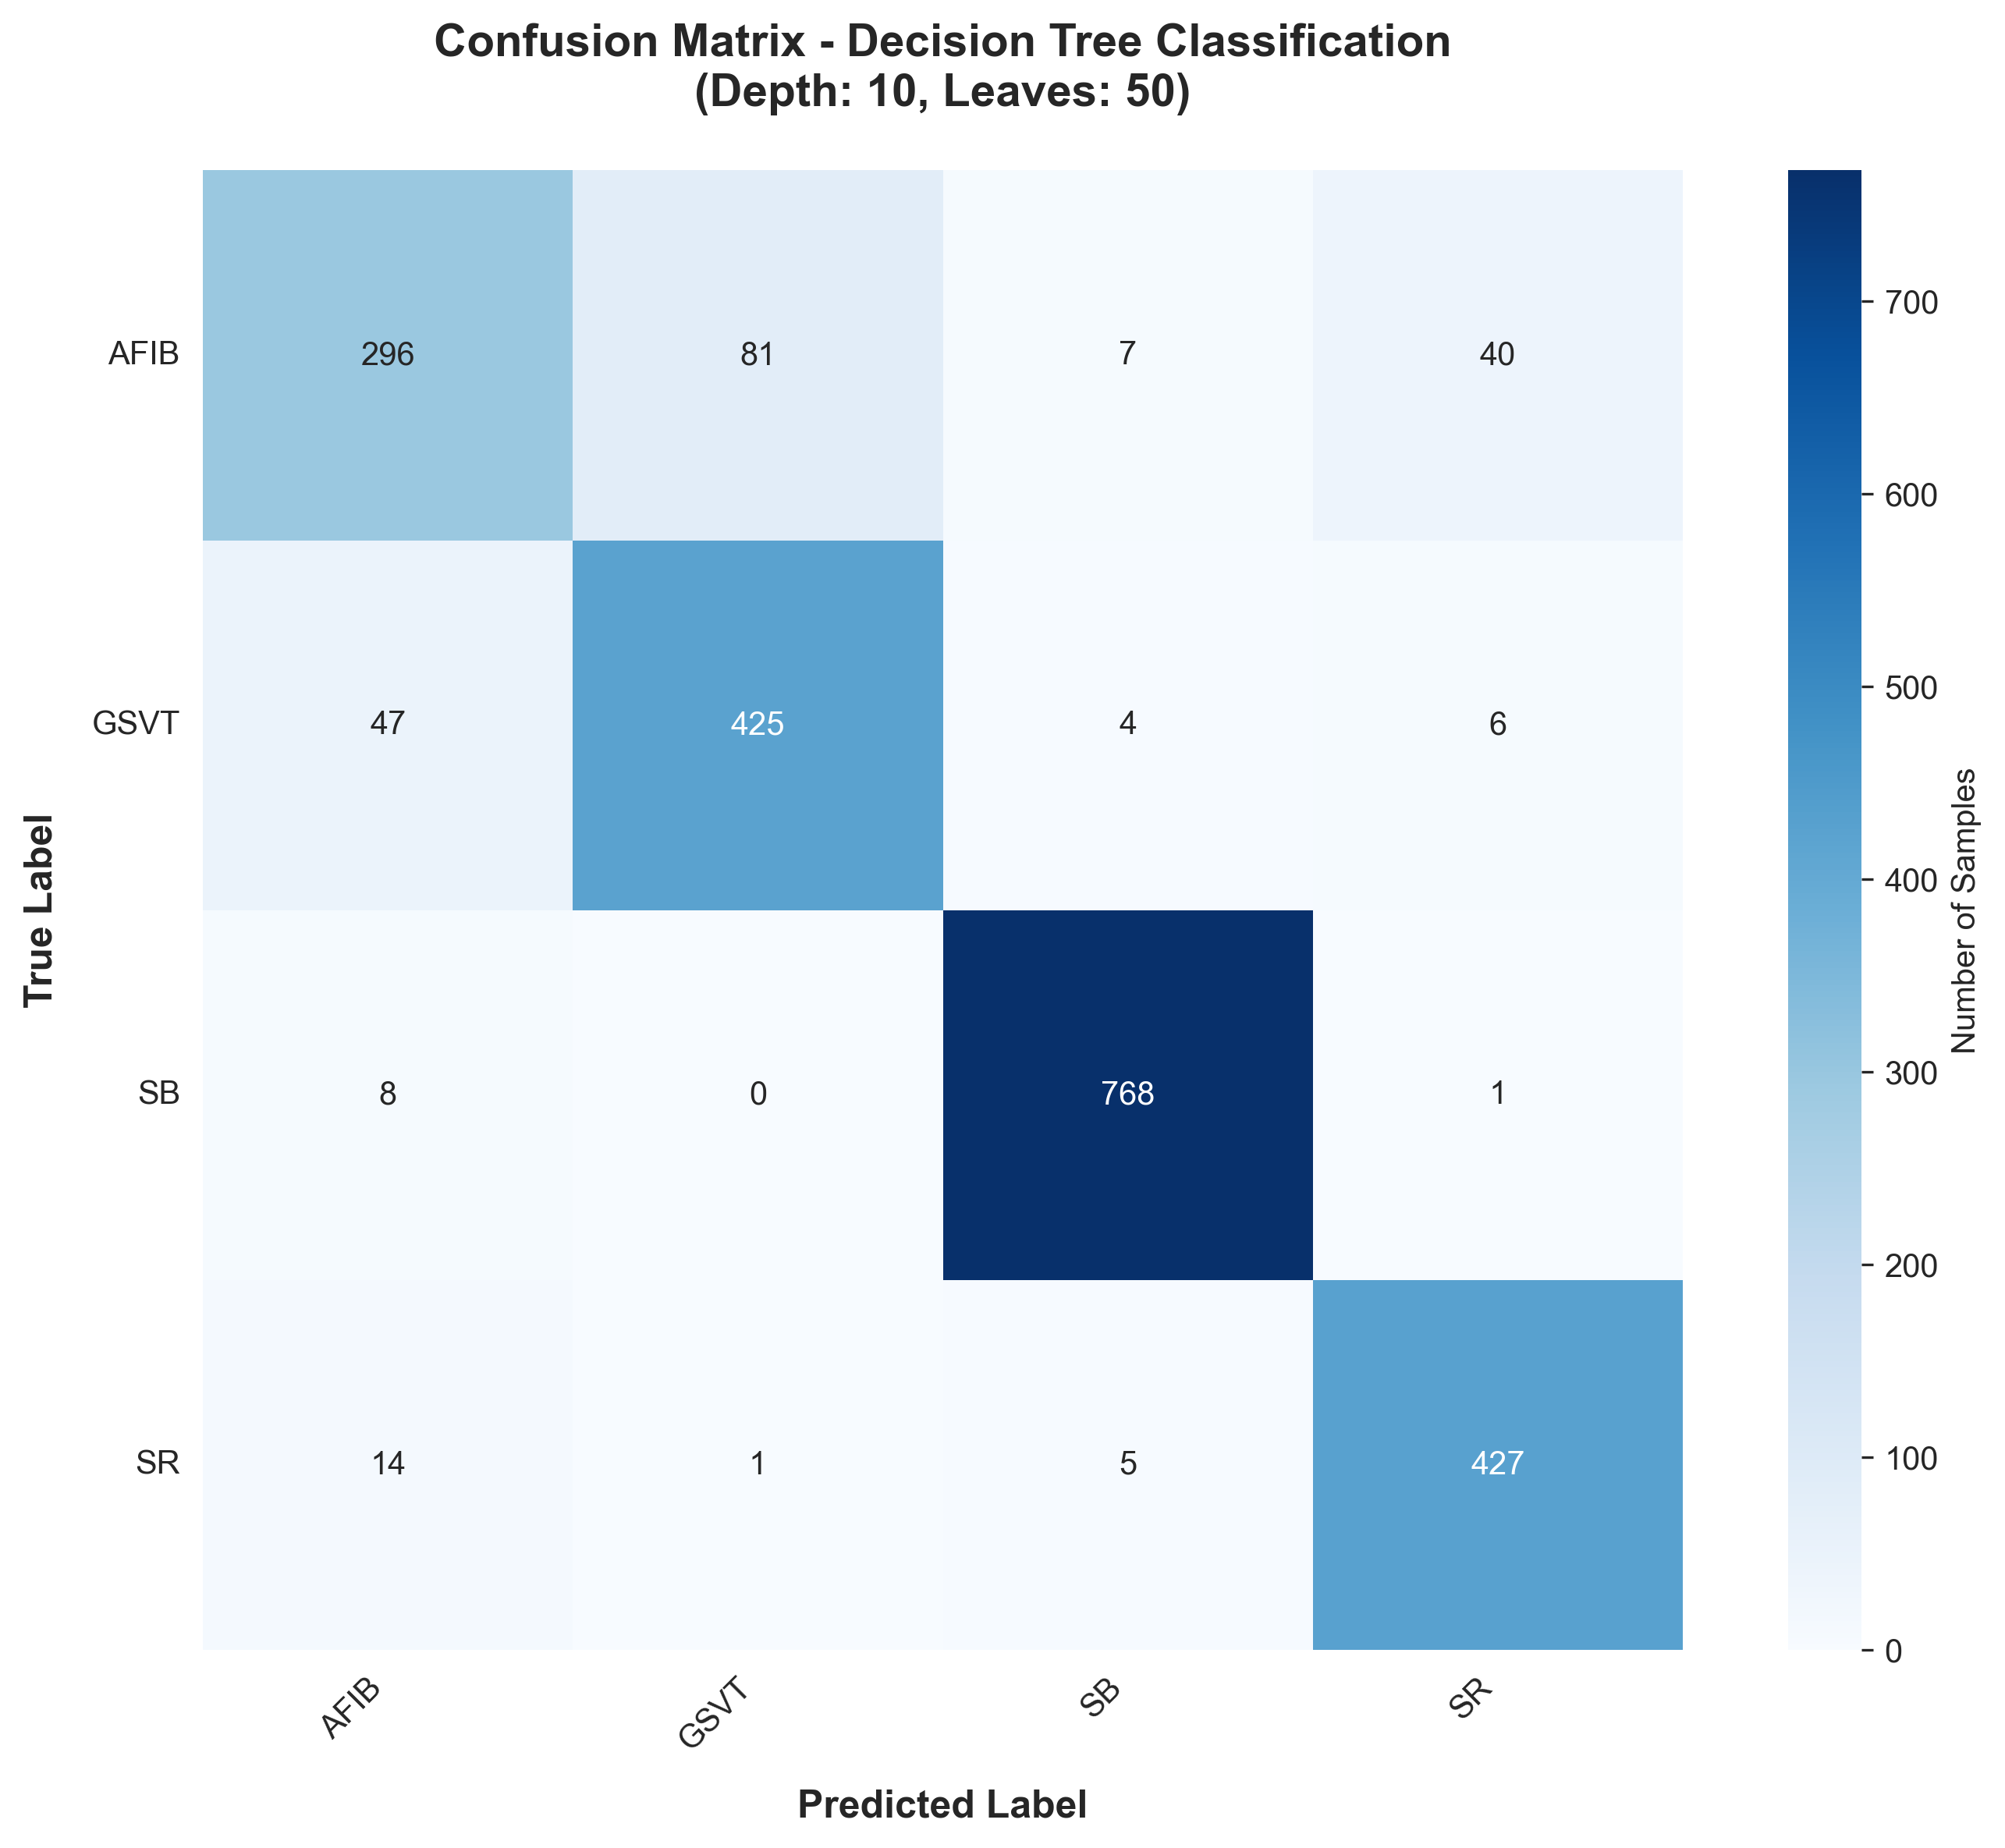 Confusion Matrix - Decision Tree Classification
(Depth: 10, Leaves: 50)
True Label
AFIB 296 81 7 40
GSVT 47 425 4 6
SB 8 0 768 1
SR 14 1 5 427
AFIB GSVT SB SR
Predicted Label
700
600
500
400
300
200
100
0
Number of Samples